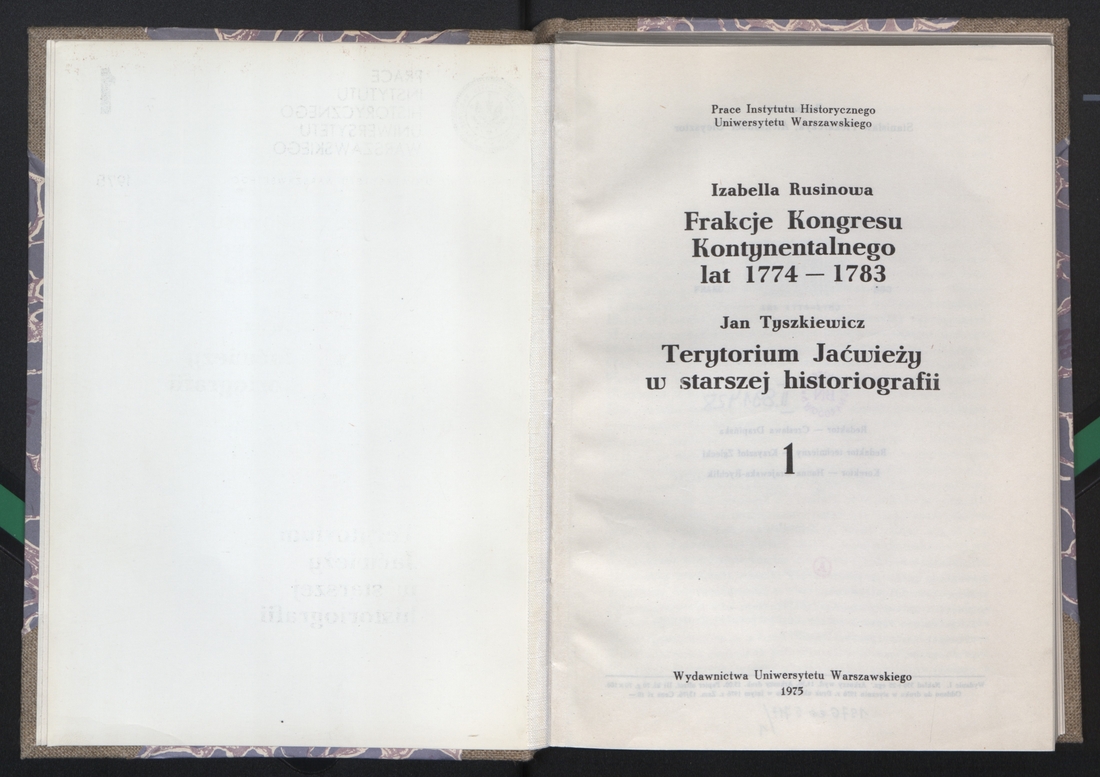 Prace Instytutu Historycznego
Uniwersytetu Warszawskiego
Izabella Rusinowa
Frakcje Kongresu
Kontynentalnego
lat 1774 — 1783
Jan Tyszkiewicz
Terytorium Jaćwieży
w starszej historiografii
1
Wydawnictwa Uniwersytetu Warszawskiego
1975